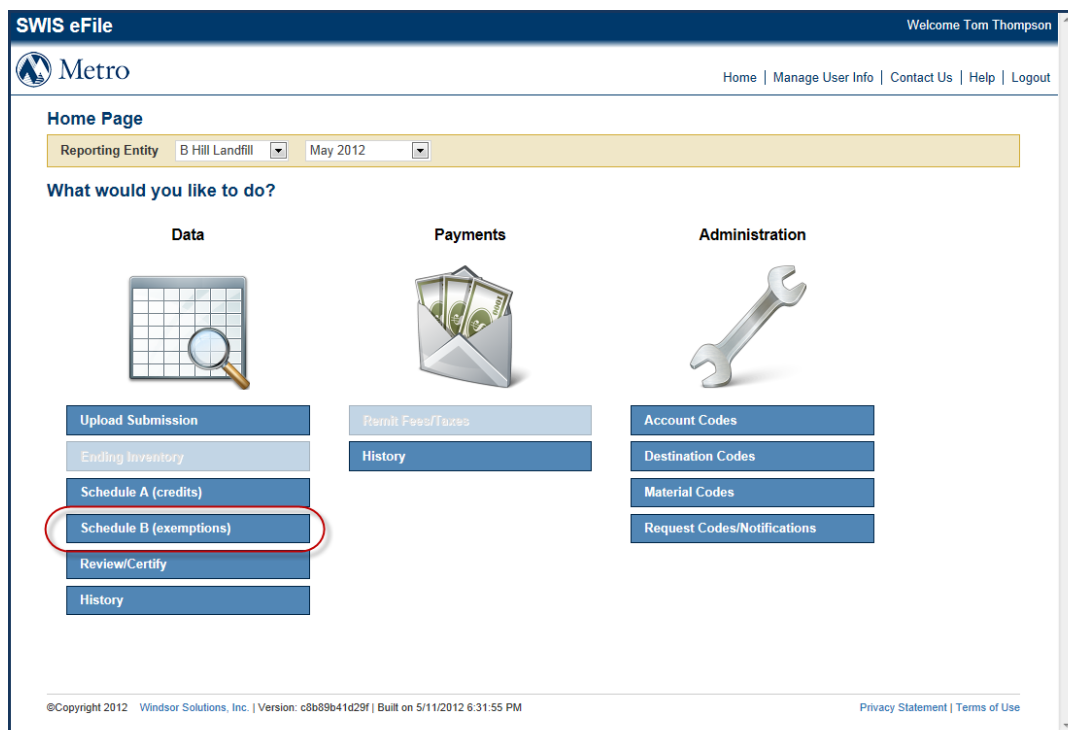 SWIS eFile Welcome Tom Thompson
Metro
Home | Manage User Info | Contact Us | Help | Logout
Home Page
Reporting Entity B Hill Landfill May 2012
What would you like to do?
Data Payments Administration
1000
Upload Submission Remit Fees/Taxes Account Codes
Ending Inventory History Destination Codes
Schedule A (credits) Material Codes
Schedule B (exemptions) Request Codes/Notifications
Review/Certify
History
©Copyright 2012 Windsor Solutions, Inc. | Version: c8b89b41d29f | Built on 5/11/2012 6:31:55 PM Privacy Statement | Terms of Use